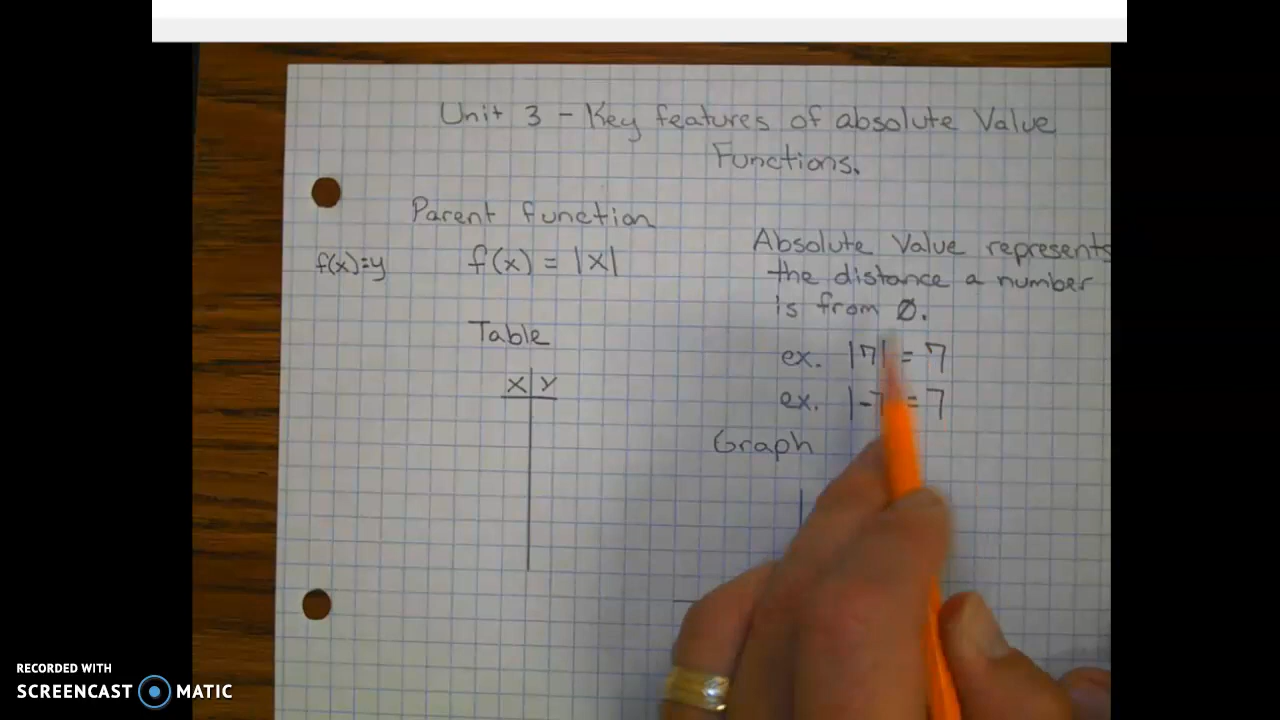 Unit 3 - Key features of absolute Value
Functions.
Parent function
f(x)=y
f(x) = |x|
Absolute Value represents
the distance a number
is from 0.
ex. |7| = 7
ex. |-7| = 7
Table
X Y
Graph
RECORDED WITH
SCREENCAST MATIC